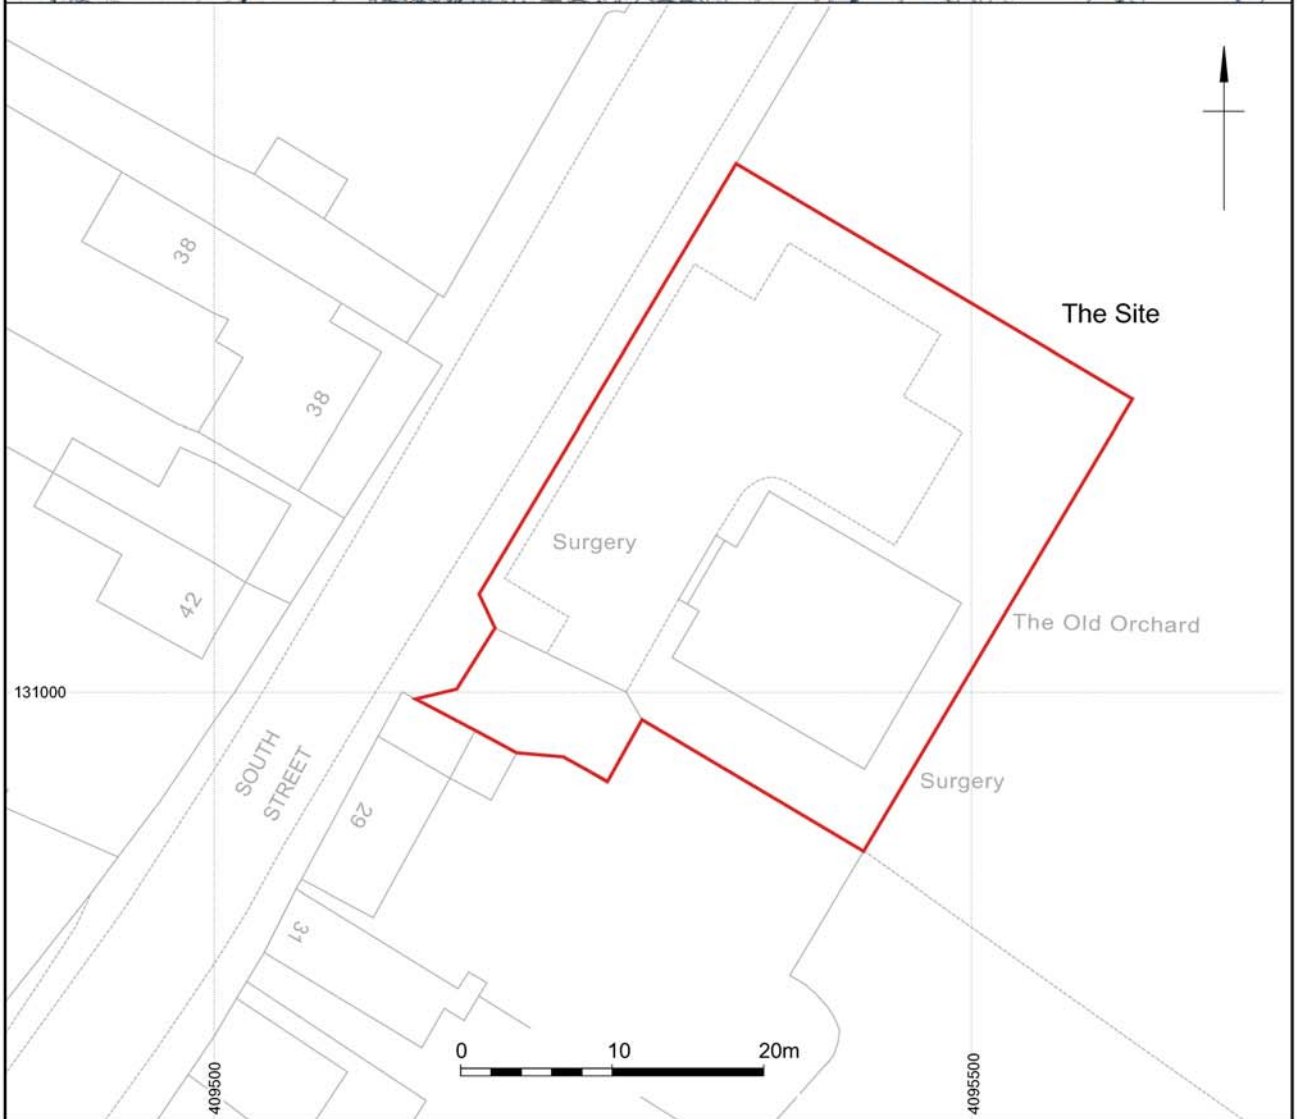 38
The Site
38
Surgery
42
The Old Orchard
131000
SOUTH
STREET
Surgery
29
31
0 10 20m
409500
4095500